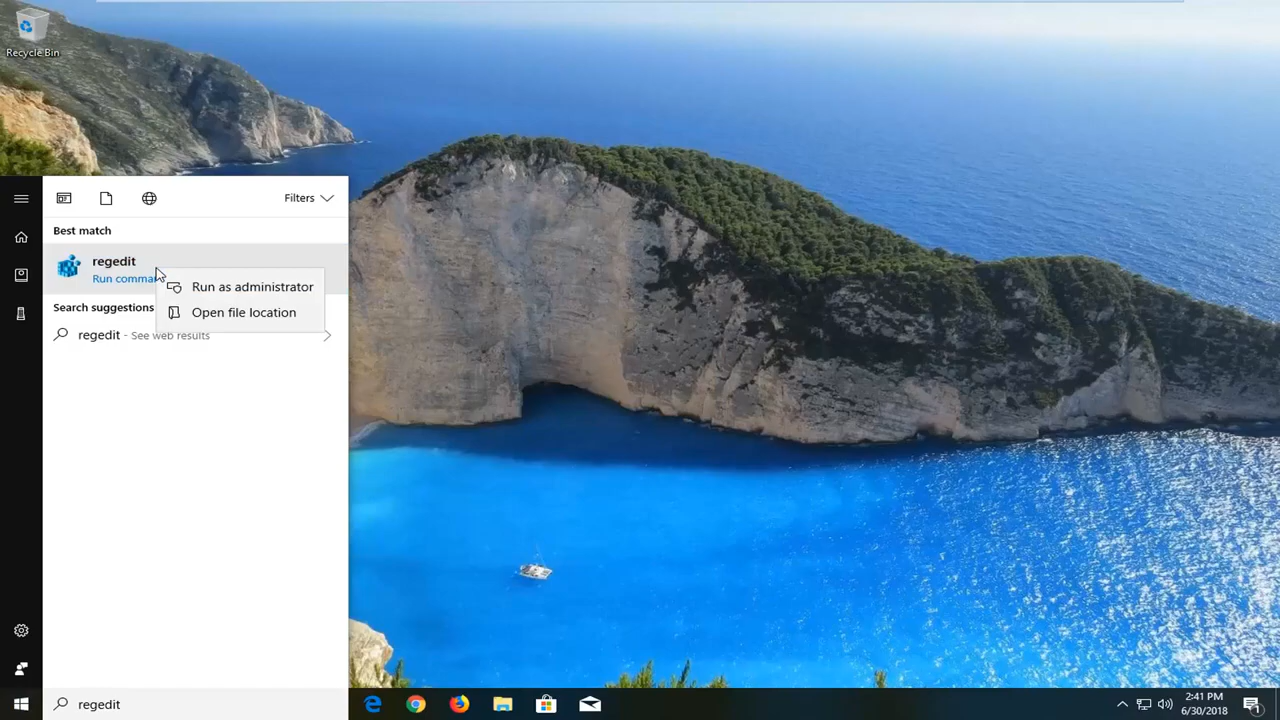 Recycle Bin
Filters
Best match
regedit
Run comma
Run as administrator
Search suggestions
Open file location
regedit - See web results
regedit
2:41 PM
6/30/2018
1